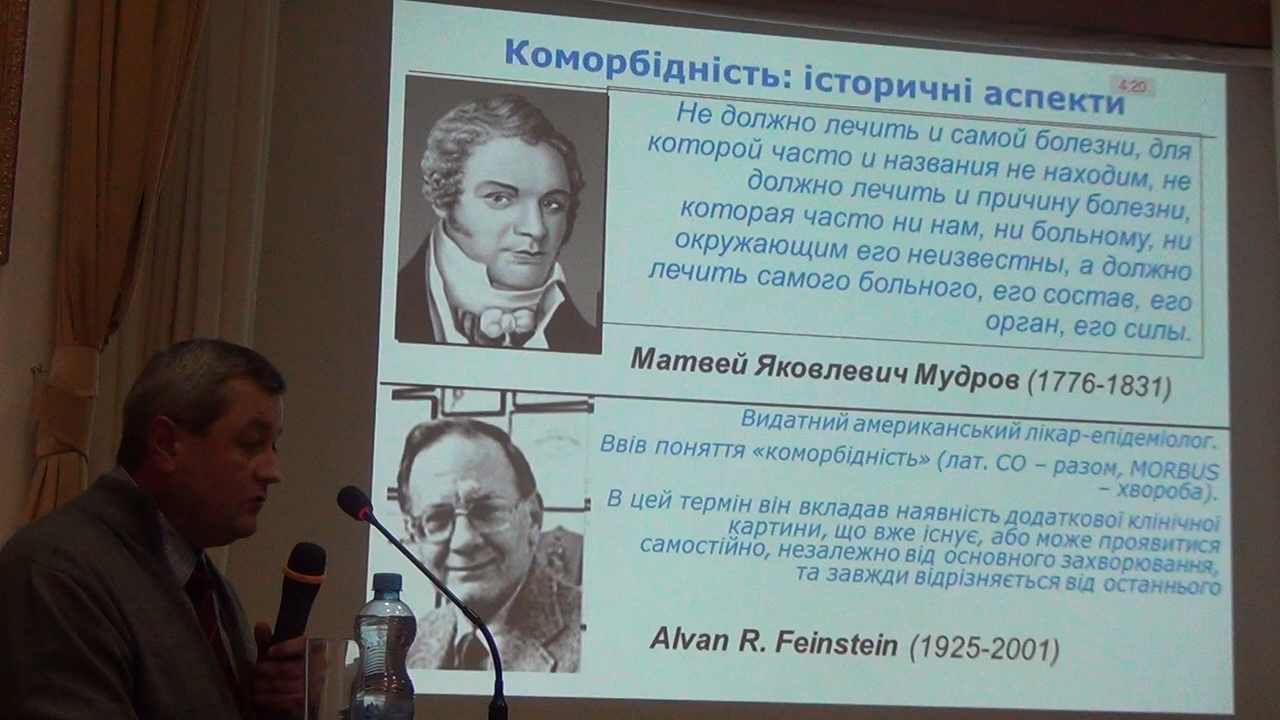 Коморбідність: історичні аспекти
4:20
Не должно лечить и самой болезни, для
которой часто и названия не находим, не
должно лечить и причину болезни,
которая часто ни нам, ни больному, ни
окружающим его неизвестны, а должно
лечить самого больного, его состав, его
орган, его силы.
Матвей Яковлевич Мудров (1776-1831)
Видатний американський лікар-епідеміолог.
Ввів поняття «коморбідність» (лат. СО – разом, MORBUS
– хвороба).
В цей термін він вкладав наявність додаткової клінічної
картини, що вже існує, або може проявитися
самостійно, незалежно від основного захворювання,
та завжди відрізняється від останнього
Alvan R. Feinstein (1925-2001)